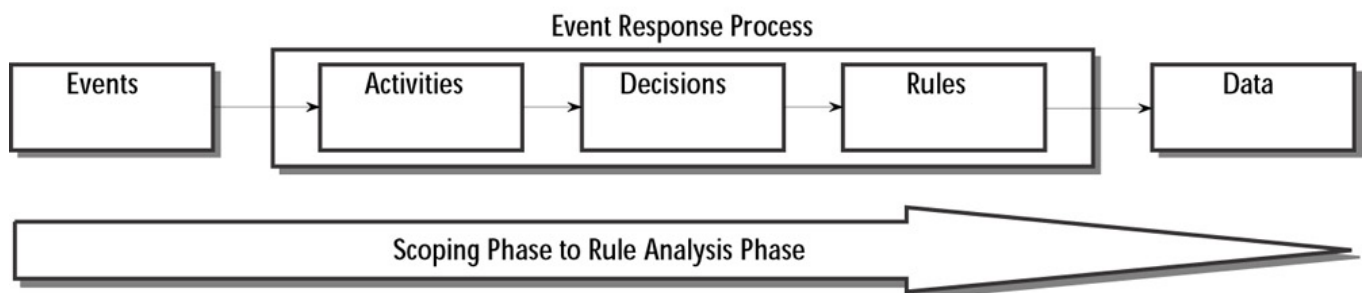 Event Response Process
Events
Activities
Decisions
Rules
Data
Scoping Phase to Rule Analysis Phase